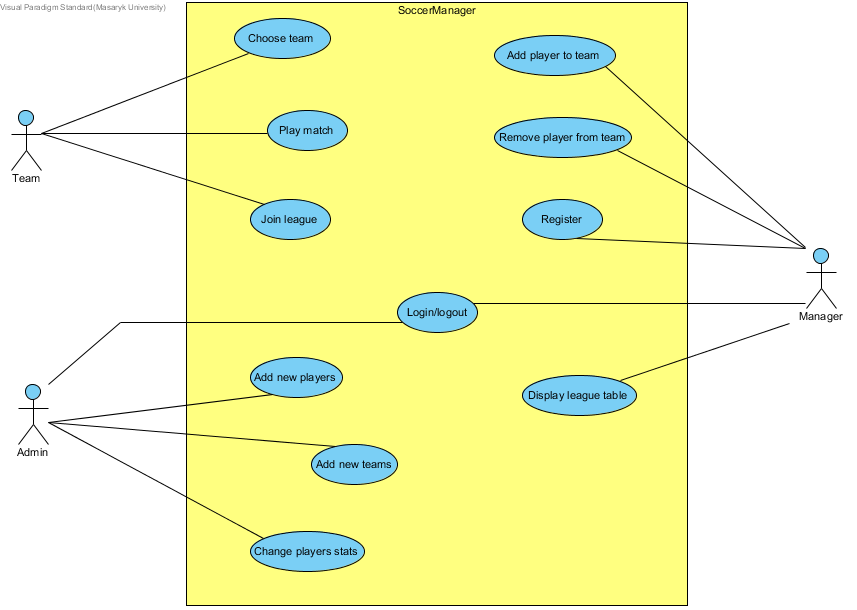 Visual Paradigm Standard(Masaryk University)
SoccerManager
Choose team
Add player to team
Play match
Remove player from team
Team
Join league
Register
Login/logout
Manager
Add new players
Display league table
Admin
Add new teams
Change players stats